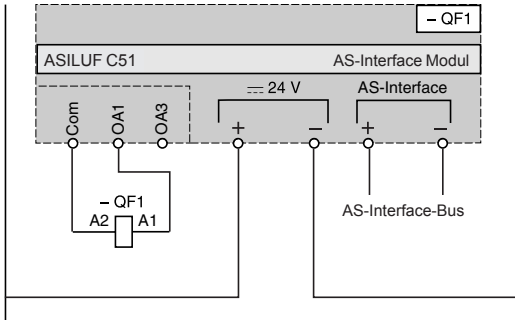 – QF1
ASILUF C51 AS-Interface Modul
24 V AS-Interface
Com OA1 OA3 + – + –
– QF1
A2 A1
AS-Interface-Bus